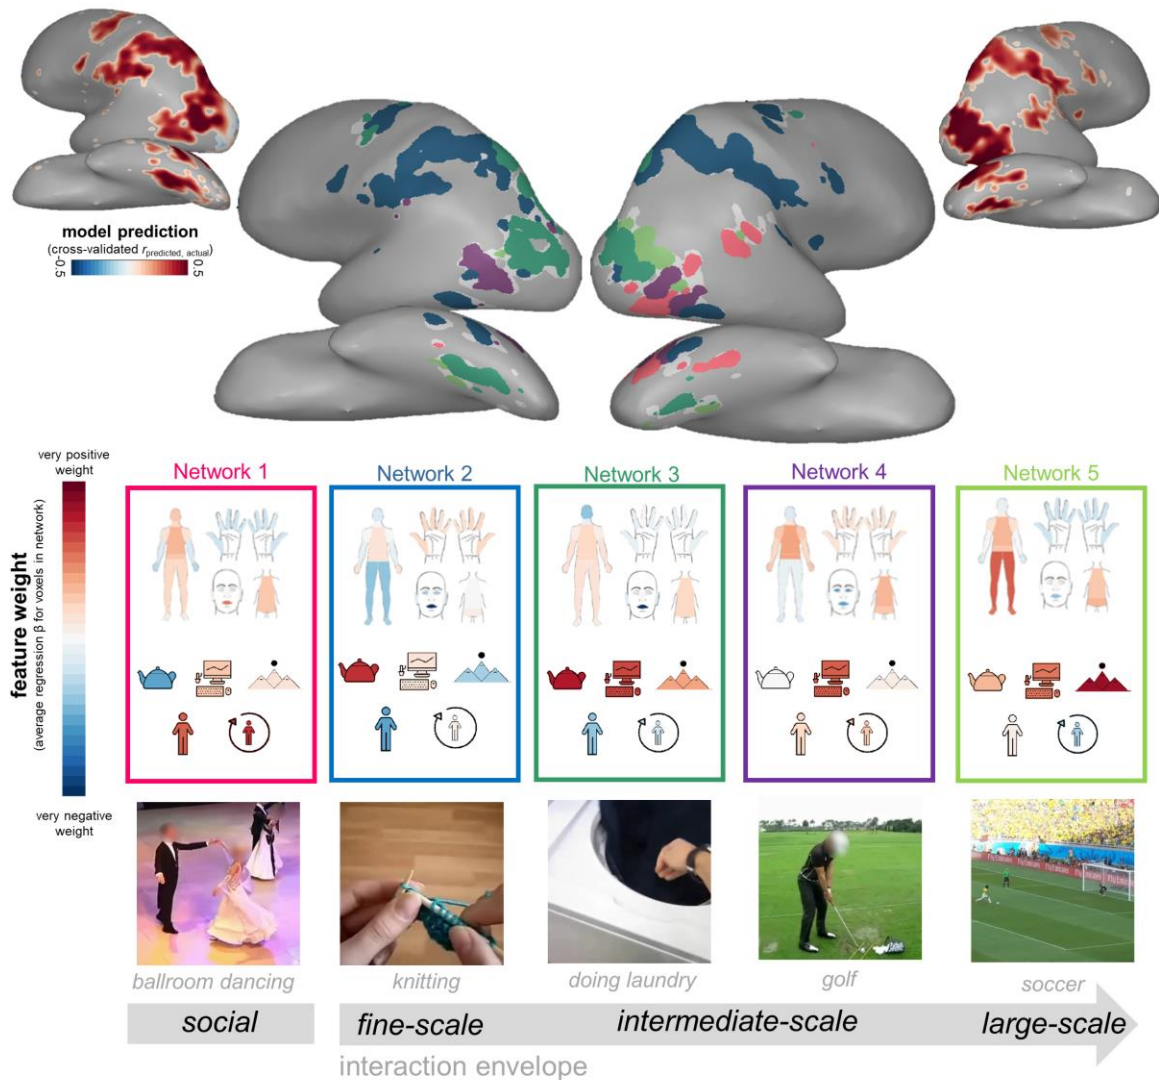 model prediction
(cross-validated r predicted, actual)
-0.5
0.5
very positive
weight
feature weight
(average regression β for voxels in network)
very negative
weight
Network 1
Network 2
Network 3
Network 4
Network 5
ballroom dancing
knitting
doing laundry
golf
soccer
social
fine-scale
intermediate-scale
large-scale
interaction envelope